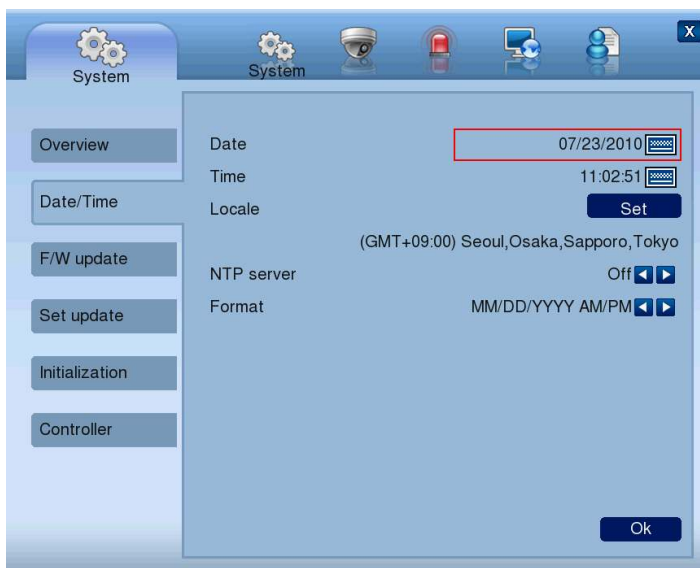 System
System
X
Overview
Date/Time
F/W update
Set update
Initialization
Controller
Date 07/23/2010
Time 11:02:51
Locale Set
(GMT+09:00) Seoul,Osaka,Sapporo,Tokyo
NTP server Off
Format MM/DD/YYYY AM/PM
Ok